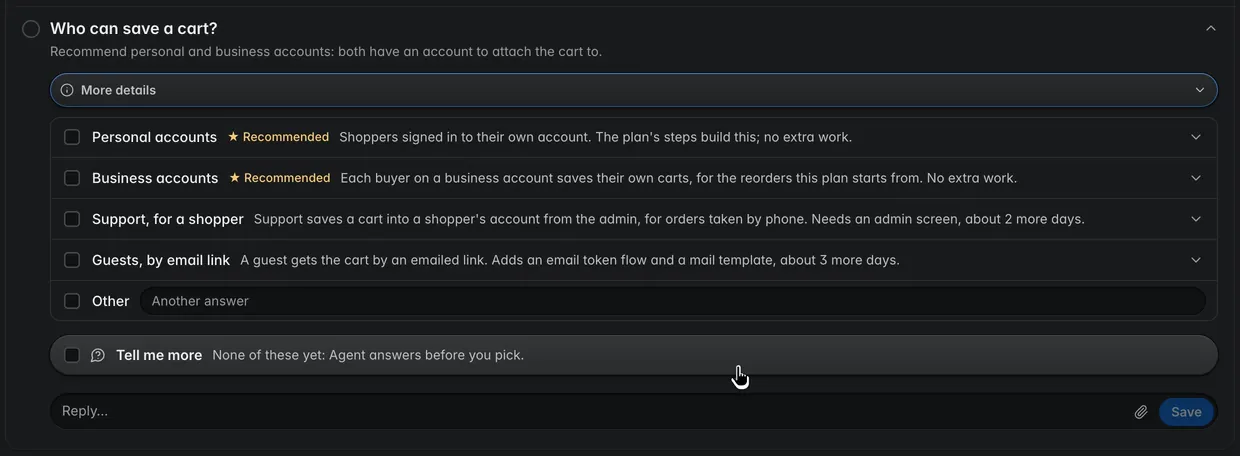 Who can save a cart?
Recommend personal and business accounts: both have an account to attach the cart to.
More details
Personal accounts ★ Recommended Shoppers signed in to their own account. The plan's steps build this; no extra work.
Business accounts ★ Recommended Each buyer on a business account saves their own carts, for the reorders this plan starts from. No extra work.
Support, for a shopper Support saves a cart into a shopper's account from the admin, for orders taken by phone. Needs an admin screen, about 2 more days.
Guests, by email link A guest gets the cart by an emailed link. Adds an email token flow and a mail template, about 3 more days.
Other Another answer
Tell me more None of these yet: Agent answers before you pick.
Reply... Save